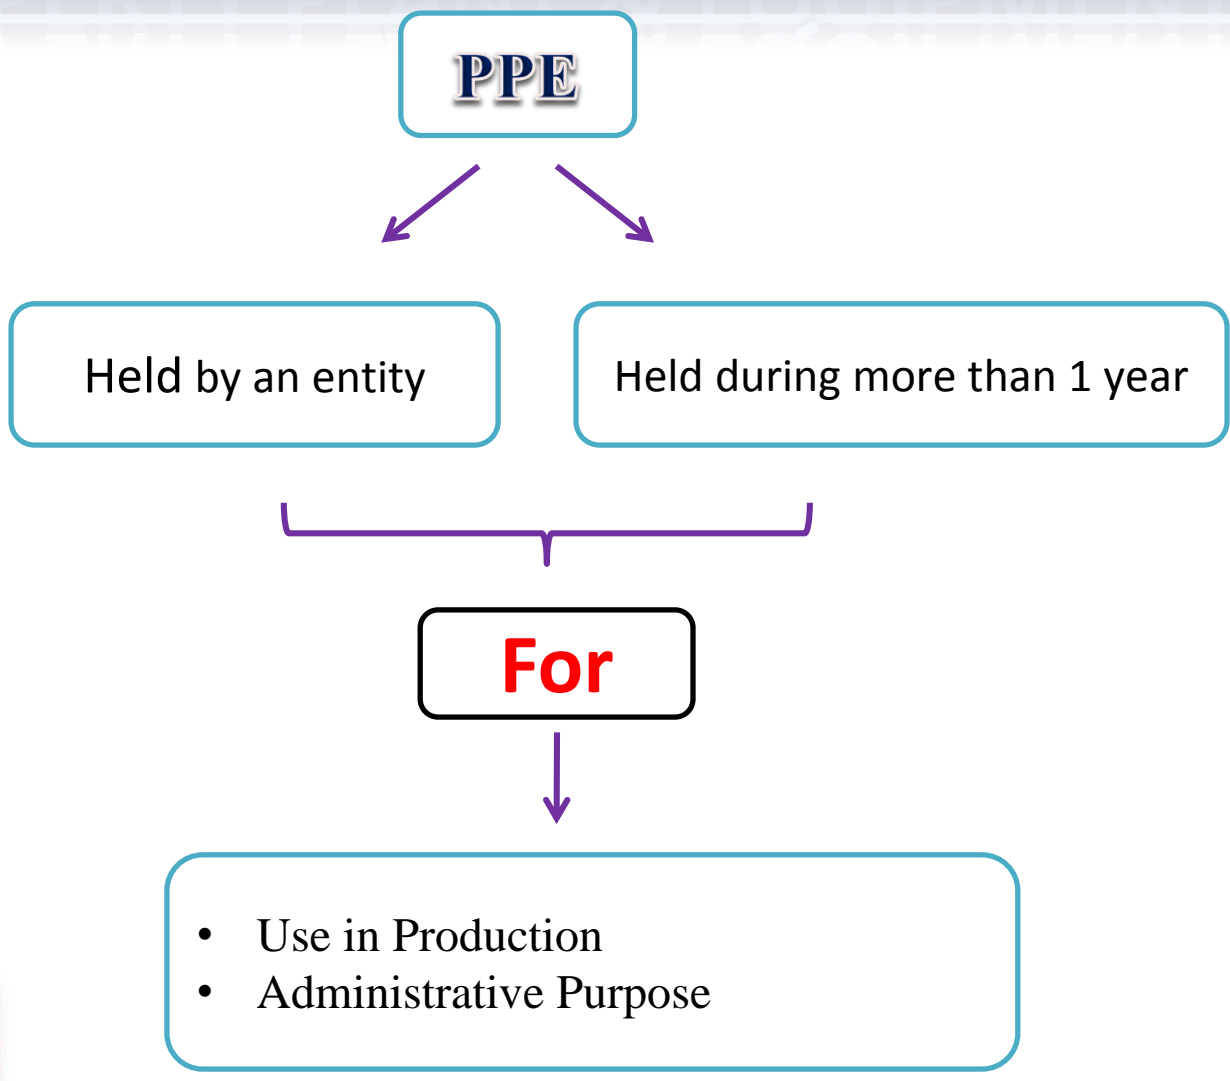 PPE
Held by an entity
Held during more than 1 year
For
• Use in Production
• Administrative Purpose